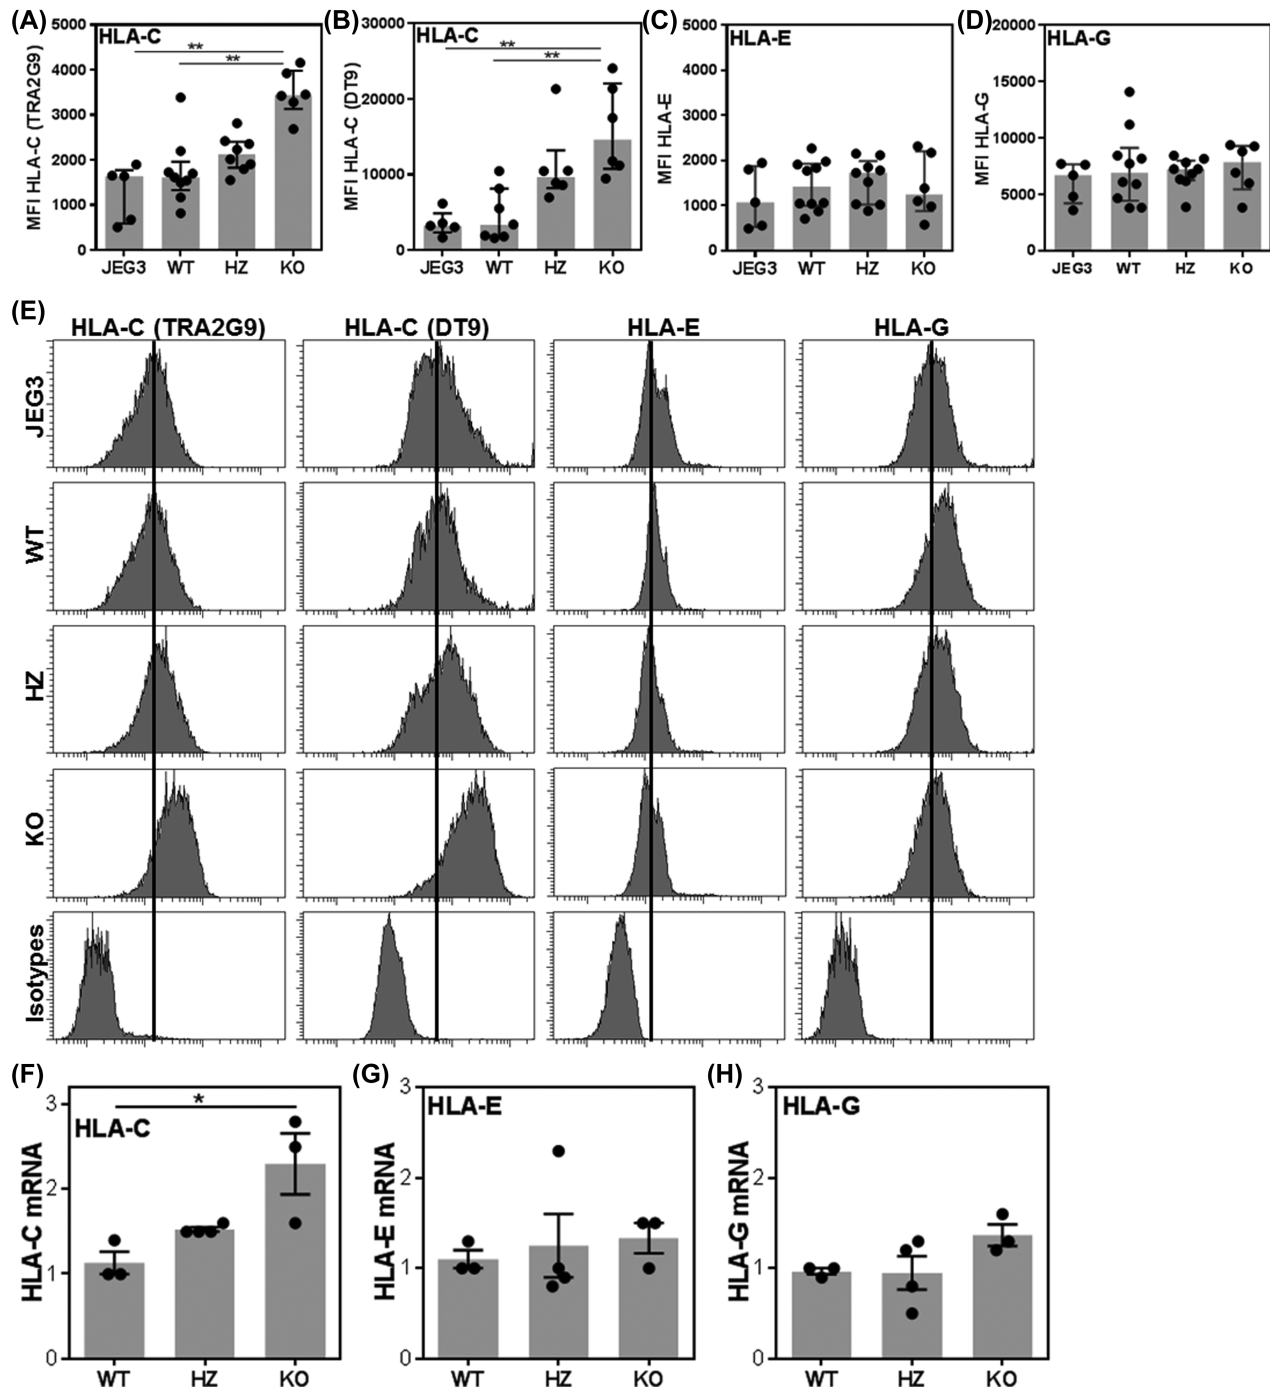 (A)
HLA-C
MFI HLA-C (TRA2G9)
5000
4000
3000
2000
1000
0
**
**
JEG3 WT HZ KO
(B)
HLA-C
MFI HLA-C (DT9)
30000
20000
10000
0
**
**
JEG3 WT HZ KO
(C)
HLA-E
MFI HLA-E
5000
4000
3000
2000
1000
0
JEG3 WT HZ KO
(D)
HLA-G
MFI HLA-G
20000
15000
10000
5000
0
JEG3 WT HZ KO
(E)
HLA-C (TRA2G9) HLA-C (DT9) HLA-E HLA-G
JEG3
WT
HZ
KO
Isotypes
(F)
HLA-C
HLA-C mRNA
3
2
1
0
*
WT HZ KO
(G)
HLA-E
HLA-E mRNA
3
2
1
0
WT HZ KO
(H)
HLA-G
HLA-G mRNA
3
2
1
0
WT HZ KO